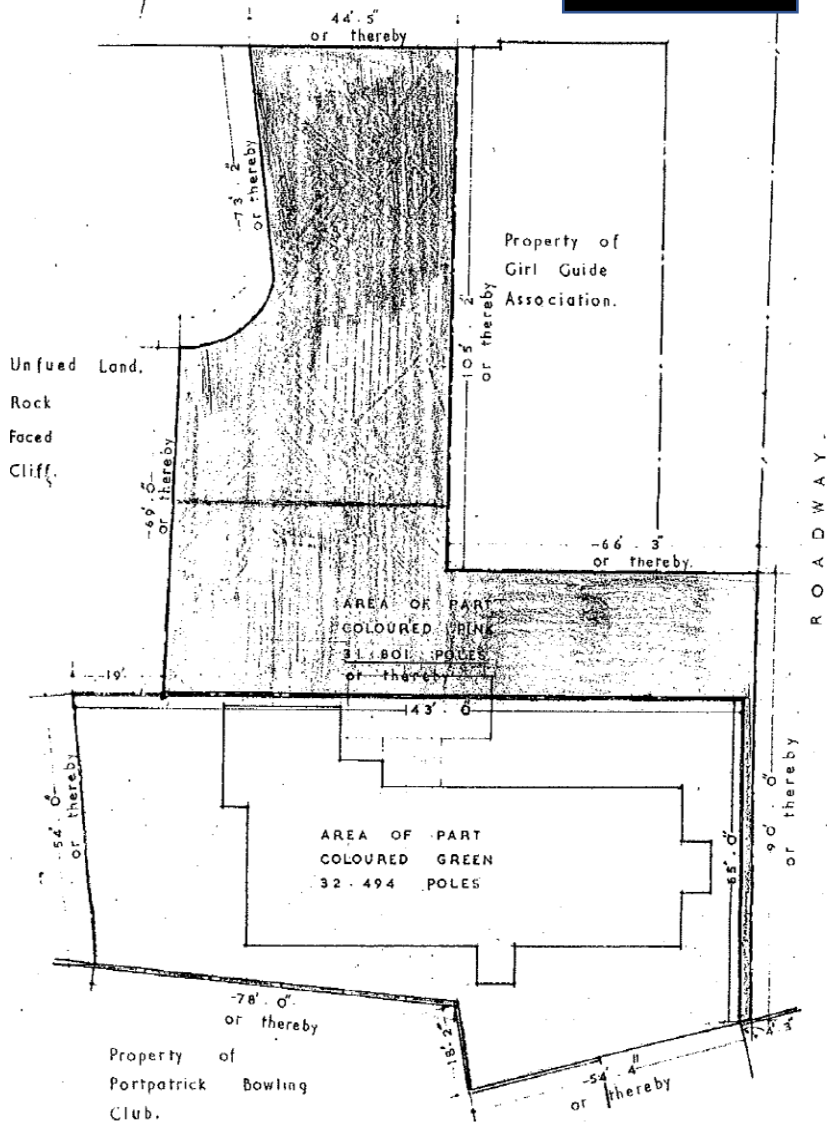 44'. 5"
or thereby
-73'. 2"
or thereby
Property of
Girl Guide
Association.
105'. 2"
or thereby
Unfued Land.
Rock
Faced
Cliff.
-69'. 0"
or thereby
-66'. 3"
or thereby.
ROADWAY.
AREA OF PART
COLOURED PINK
31.801 POLES
or thereby
-19'
143'. 0"
-54'. 0"
or thereby
AREA OF PART
COLOURED GREEN
32.494 POLES
65'. 0"
90'. 0"
or thereby
-78'. 0"
or thereby
-18'. 2"
-54'. 4"
or thereby
4'. 3"
Property of
Portpatrick Bowling
Club.